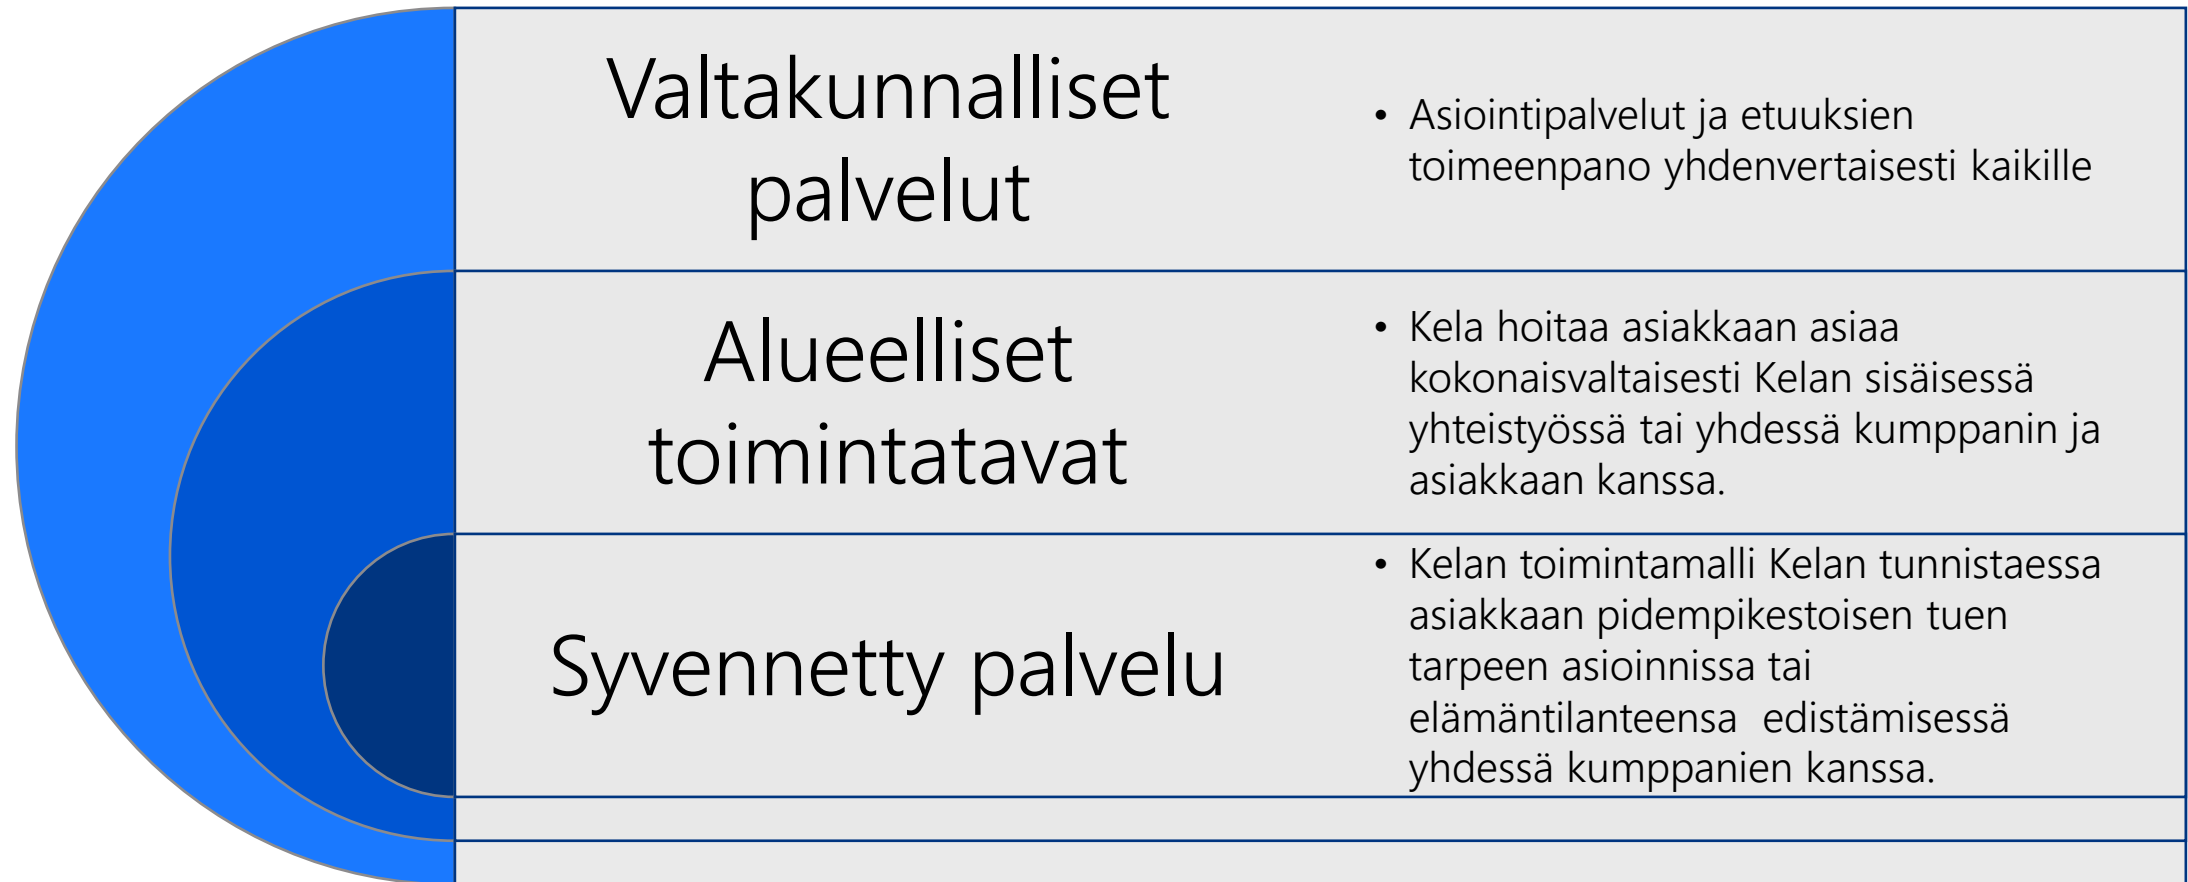 Valtakunnalliset
palvelut
• Asiointipalvelut ja etuuksien
toimeenpano yhdenvertaisesti kaikille
Alueelliset
toimintatavat
• Kela hoitaa asiakkaan asiaa
kokonaisvaltaisesti Kelan sisäisessä
yhteistyössä tai yhdessä kumppanin ja
asiakkaan kanssa.
Syvennetty palvelu
• Kelan toimintamalli Kelan tunnistaessa
asiakkaan pidempikestoisen tuen
tarpeen asioinnissa tai
elämäntilanteensa  edistämisessä
yhdessä kumppanien kanssa.